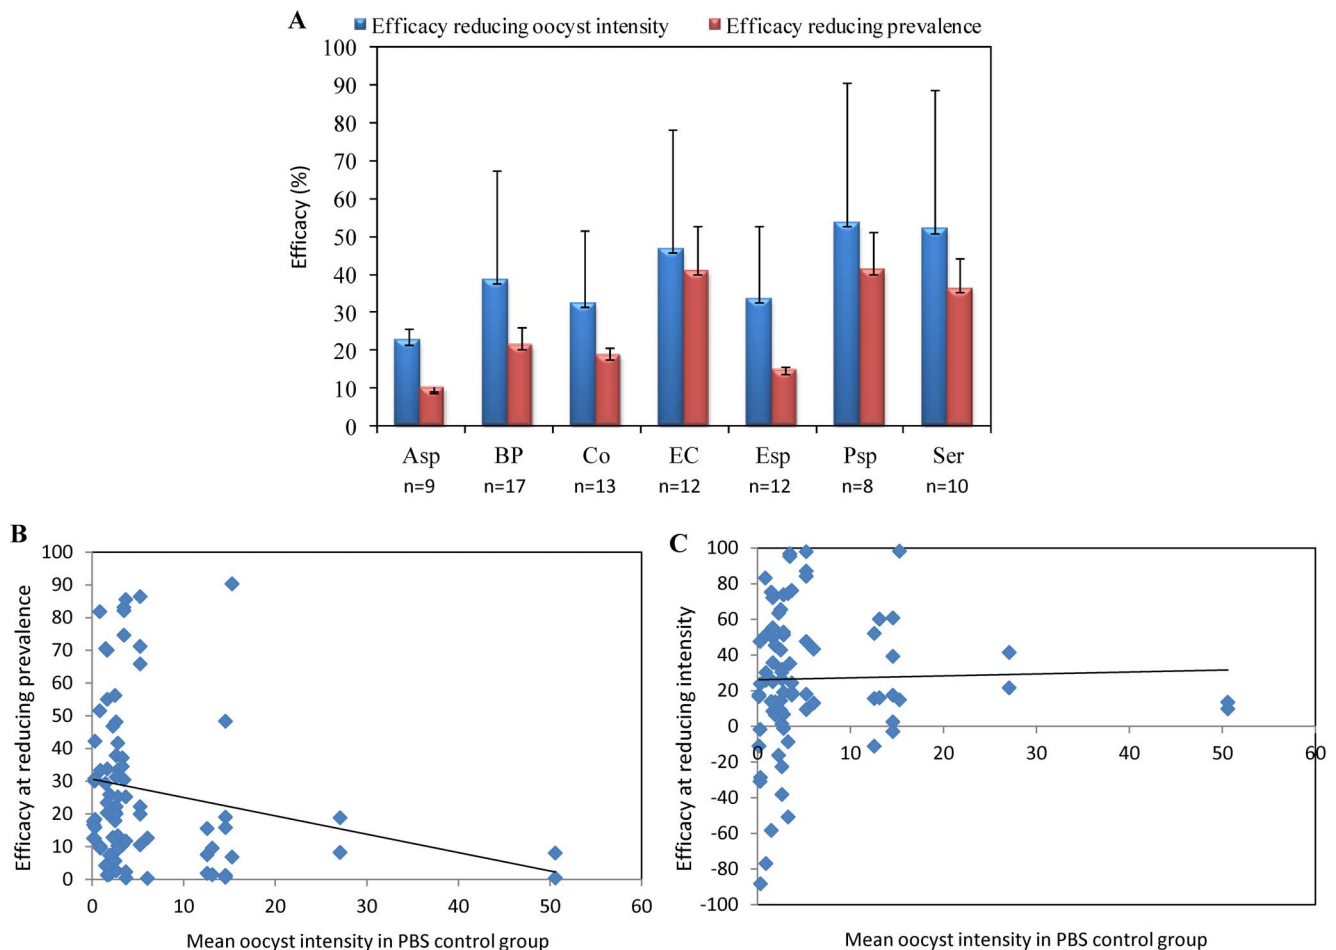 A
Efficacy reducing oocyst intensity Efficacy reducing prevalence
Efficacy (%)
100
90
80
70
60
50
40
30
20
10
0
Asp BP Co EC Esp Psp Ser
n=9 n=17 n=13 n=12 n=12 n=8 n=10
B
Efficacy at reducing prevalence
100
90
80
70
60
50
40
30
20
10
0
0 10 20 30 40 50 60
Mean oocyst intensity in PBS control group
C
Efficacy at reducing intensity
100
80
60
40
20
0
-20
-40
-60
-80
-100
0 10 20 30 40 50 60
Mean oocyst intensity in PBS control group